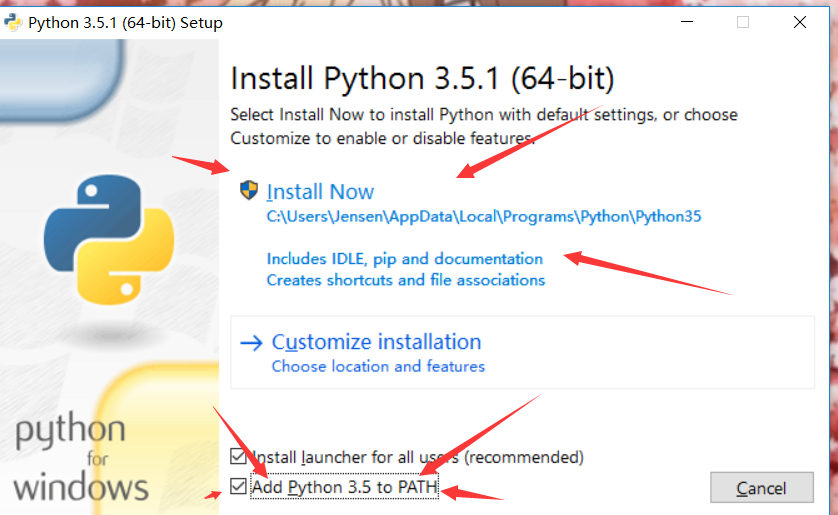 Python 3.5.1 (64-bit) Setup
Install Python 3.5.1 (64-bit)
Select Install Now to install Python with default settings, or choose
Customize to enable or disable features.
Install Now
C:\Users\Jensen\AppData\Local\Programs\Python\Python35
Includes IDLE, pip and documentation
Creates shortcuts and file associations
Customize installation
Choose location and features
Install launcher for all users (recommended)
Add Python 3.5 to PATH
Cancel
python
for
windows